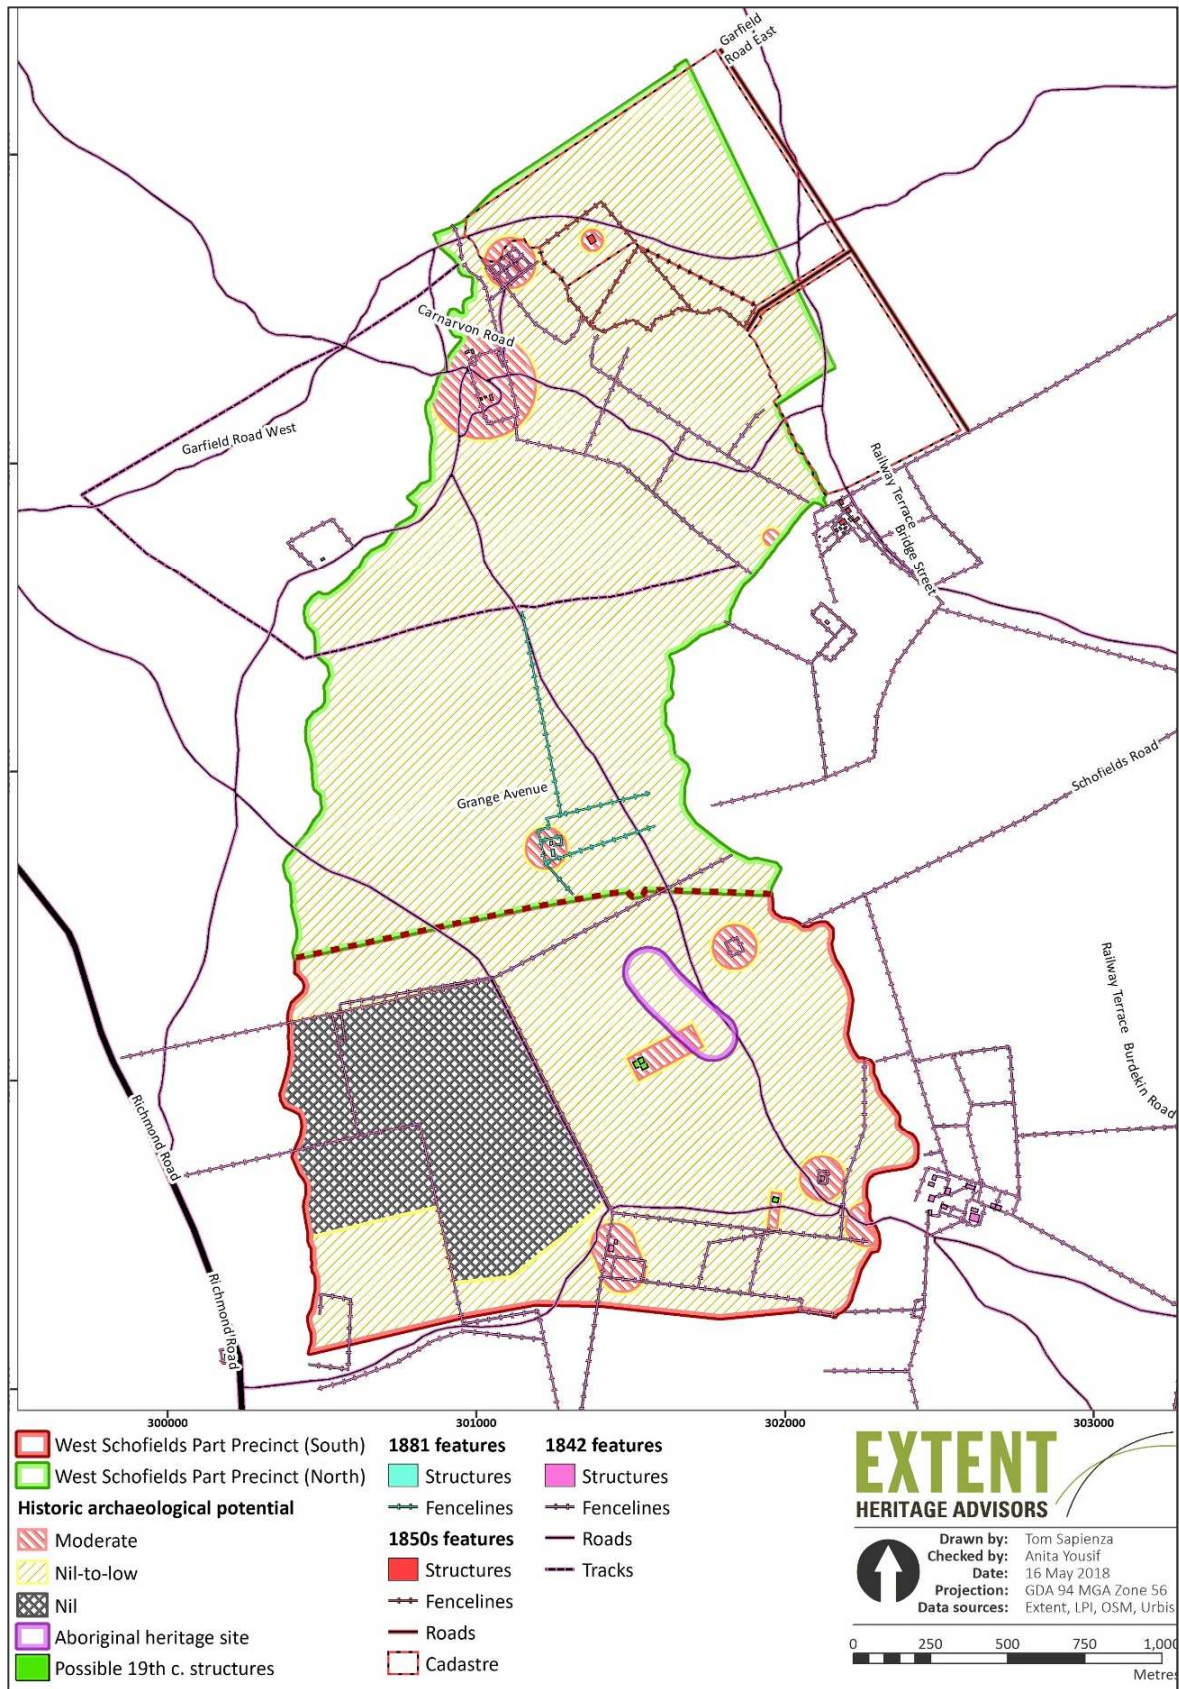 Garfield
Road East
Carnarvon Road
Garfield Road West
Railway Terrace
Bridge Street
Grange Avenue
Schofields Road
Railway Terrace
Burdekin Road
Richmond Road
Richmond Road
300000
301000
302000
303000
West Schofields Part Precinct (South)
West Schofields Part Precinct (North)
Historic archaeological potential
Moderate
Nil-to-low
Nil
Aboriginal heritage site
Possible 19th c. structures
1881 features
Structures
Fencelines
1850s features
Structures
Fencelines
Roads
Cadastre
1842 features
Structures
Fencelines
Roads
Tracks
EXTENT
HERITAGE ADVISORS
Drawn by: Tom Sapienza
Checked by: Anita Yousif
Date: 16 May 2018
Projection: GDA 94 MGA Zone 56
Data sources: Extent, LPI, OSM, Urbis
0 250 500 750 1,000
Metres